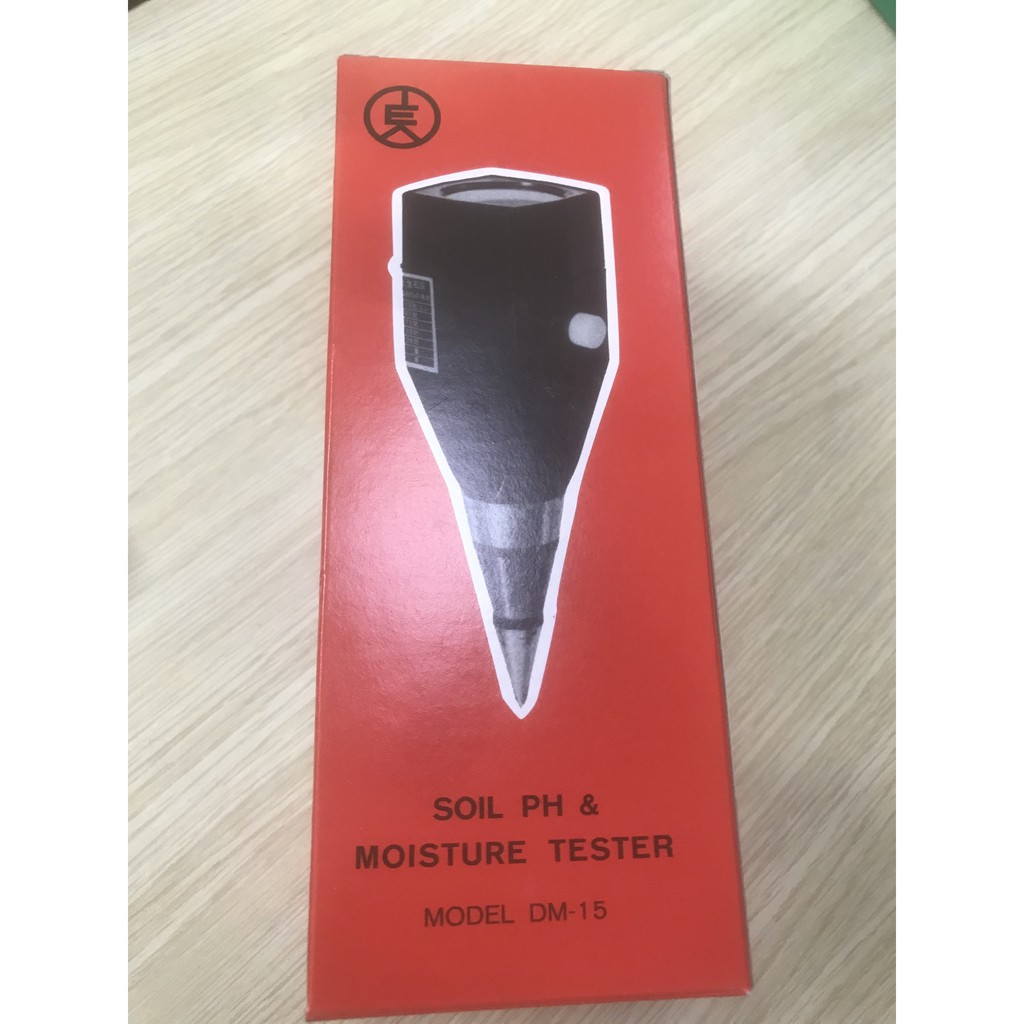 SOIL PH &
MOISTURE TESTER
MODEL DM-15